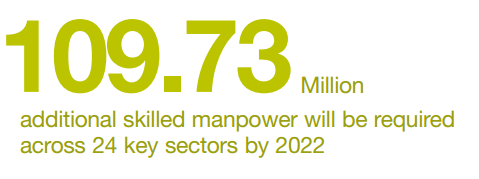 109.73 Million
additional skilled manpower will be required
across 24 key sectors by 2022